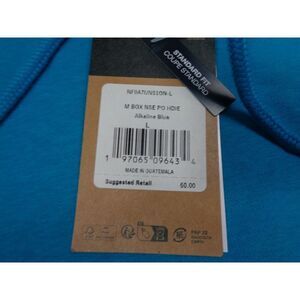 STANDARD FIT
COUPE STANDARD
M BOX NSE PO HDIE
Alkaline Blue
L
1 97065 09643 4
MADE IN GUATEMALA
Suggested Retail 60.00